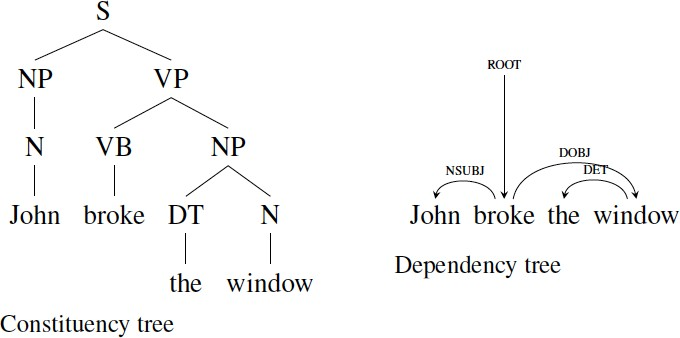 S
NP VP
N VB NP
John broke DT N
the window
Constituency tree
ROOT
NSUBJ DOBJ
DET
John broke the window
Dependency tree